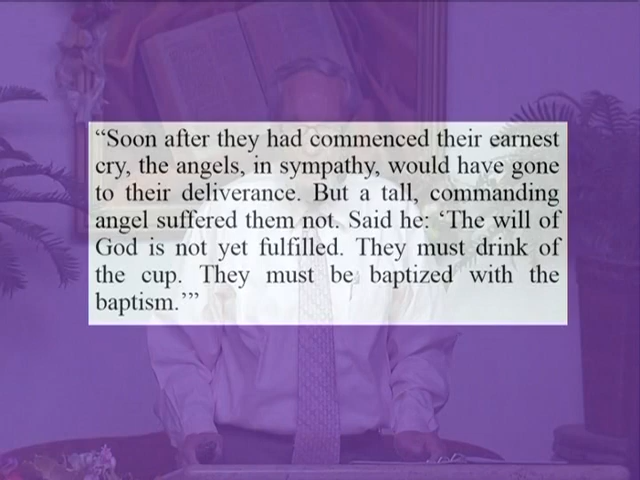 “Soon after they had commenced their earnest
cry, the angels, in sympathy, would have gone
to their deliverance. But a tall, commanding
angel suffered them not. Said he: ‘The will of
God is not yet fulfilled. They must drink of
the cup. They must be baptized with the
baptism.’”